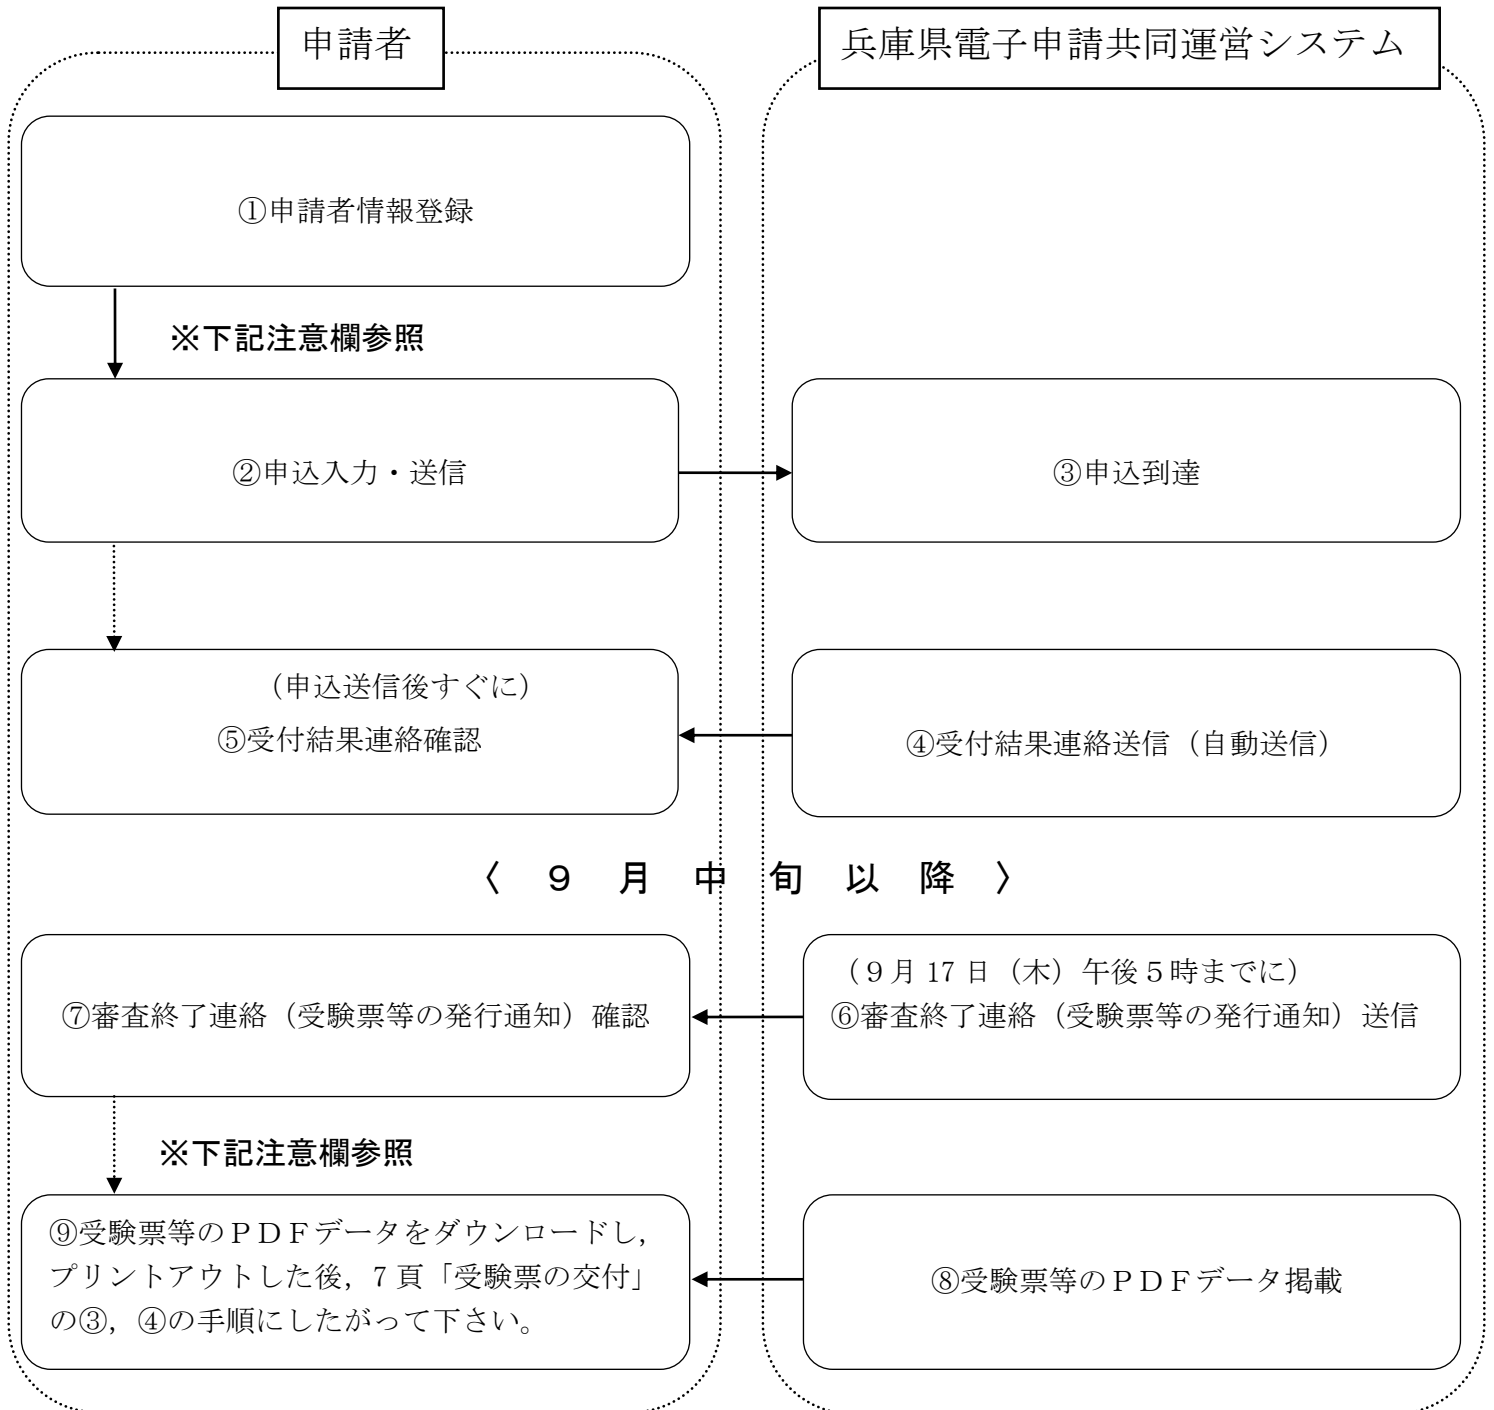 申請者
兵庫県電子申請共同運営システム
①申請者情報登録
※下記注意欄参照
②申込入力・送信
③申込到達
（申込送信後すぐに）
⑤受付結果連絡確認
④受付結果連絡送信（自動送信）
〈 ９ 月 中 旬 以 降 〉
（９月 17 日（木）午後５時までに）
⑦審査終了連絡（受験票等の発行通知）確認
⑥審査終了連絡（受験票等の発行通知）送信
※下記注意欄参照
⑨受験票等のＰＤＦデータをダウンロードし，
プリントアウトした後，7 頁「受験票の交付」
の③，④の手順にしたがって下さい。
⑧受験票等のＰＤＦデータ掲載